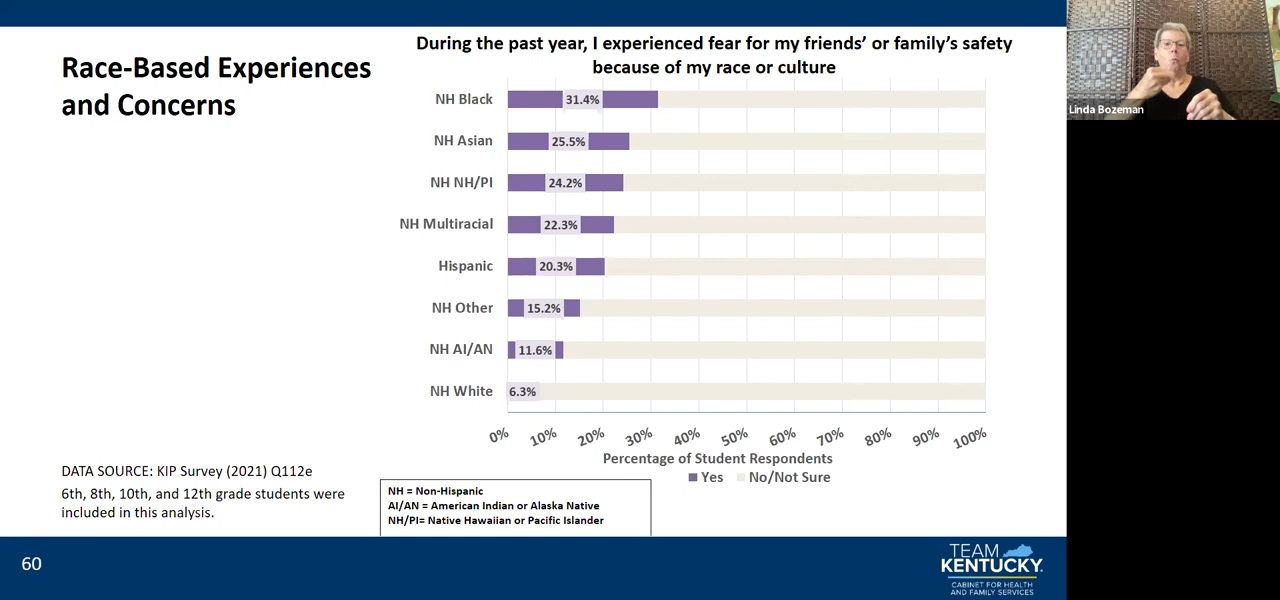 Race-Based Experiences
and Concerns
During the past year, I experienced fear for my friends' or family's safety
because of my race or culture
NH Black 31.4%
NH Asian 25.5%
NH NH/PI 24.2%
NH Multiracial 22.3%
Hispanic 20.3%
NH Other 15.2%
NH AI/AN 11.6%
NH White 6.3%
0% 10% 20% 30% 40% 50% 60% 70% 80% 90% 100%
Percentage of Student Respondents
Yes No/Not Sure
DATA SOURCE: KIP Survey (2021) Q112e
6th, 8th, 10th, and 12th grade students were
included in this analysis.
NH = Non-Hispanic
AI/AN = American Indian or Alaska Native
NH/PI= Native Hawaiian or Pacific Islander
60
TEAM
KENTUCKY
CABINET FOR HEALTH
AND FAMILY SERVICES
Linda Bozeman